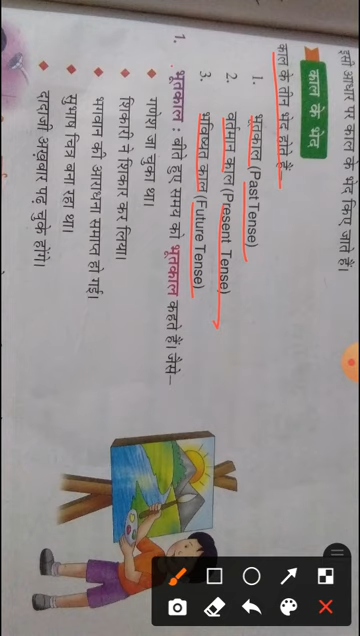 इसी आधार पर काल के भेद किए जाते हैं।
काल के भेद
काल के तीन भेद होते हैं
1. भूतकाल (Past Tense)
2. वर्तमान काल (Present Tense)
3. भविष्यत काल (Future Tense)
1. भूतकाल : बीते हुए समय को भूतकाल कहते हैं। जैसे–
गणेश जा चुका था।
शिकारी ने शिकार कर लिया।
भगवान की आराधना समाप्त हो गई।
सुभाष चित्र बना रहा था।
दादाजी अखबार पढ़ चुके होंगे।